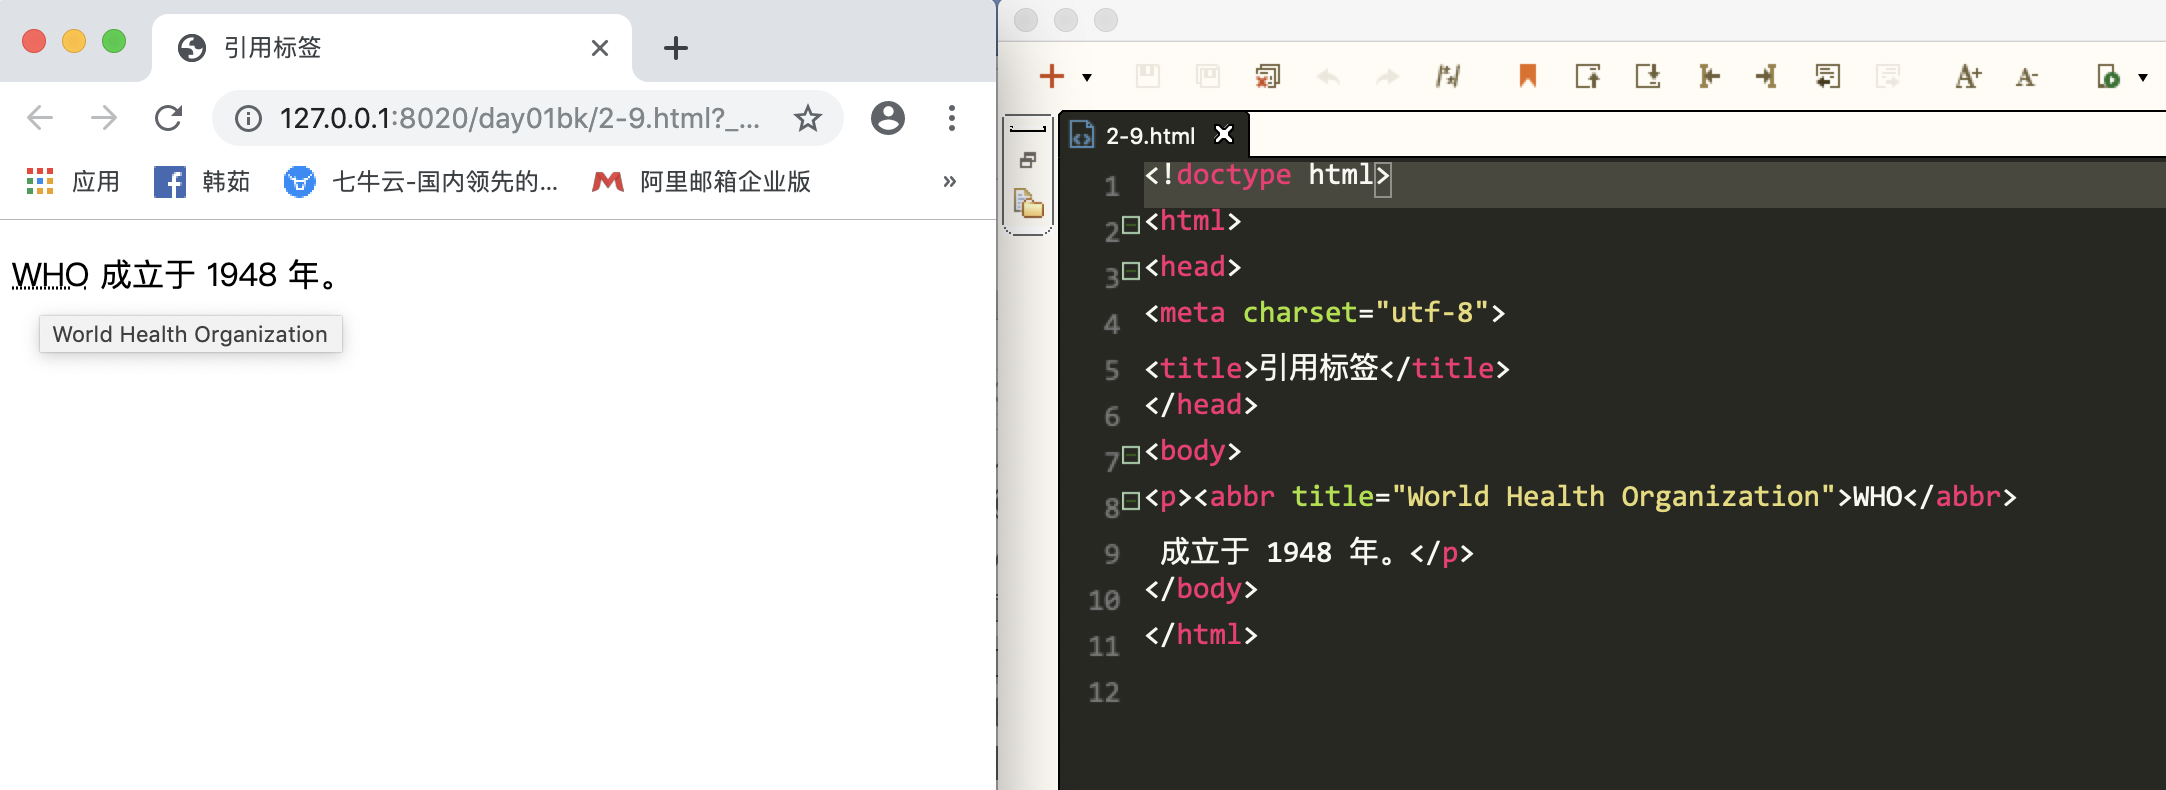 引用标签
127.0.0.1:8020/day01bk/2-9.html?_...
应用 韩茹 七牛云-国内领先的... 阿里邮箱企业版 »
WHO 成立于 1948 年。
World Health Organization
/*/ A+ A-
2-9.html
1 <!doctype html>
2 <html>
3 <head>
4 <meta charset="utf-8">
5 <title>引用标签</title>
6 </head>
7 <body>
8 <p><abbr title="World Health Organization">WHO</abbr>
9 成立于 1948 年。</p>
10 </body>
11 </html>
12